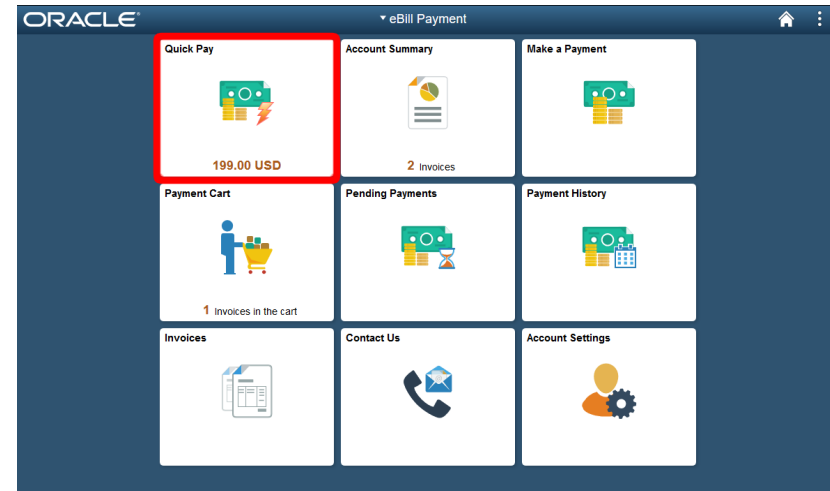 ORACLE
eBill Payment
Quick Pay
199.00 USD
Account Summary
2 Invoices
Make a Payment
Payment Cart
1 Invoices in the cart
Pending Payments
Payment History
Invoices
Contact Us
Account Settings